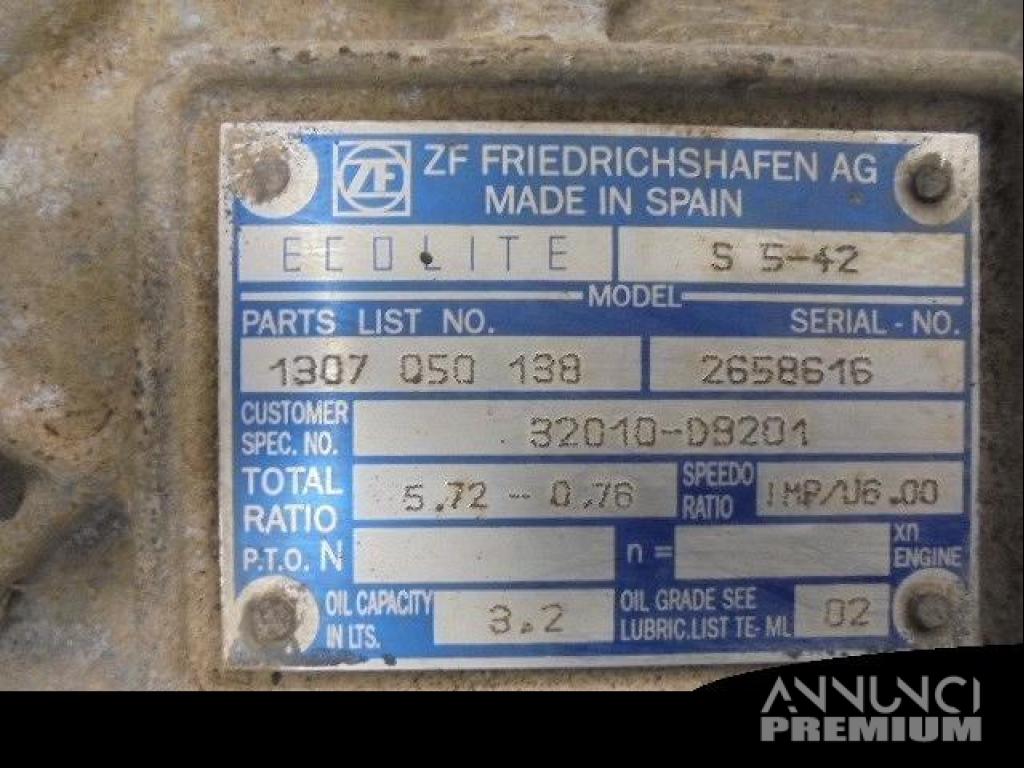 ZF ZF FRIEDRICHSHAFEN AG
MADE IN SPAIN
ECOLITE S 5-42
MODEL
PARTS LIST NO. SERIAL - NO.
1307 050 138 2658616
CUSTOMER SPEC. NO. 32010-D9201
TOTAL RATIO 5.72 - 0.76 SPEEDO RATIO IMP/U6.00
P.T.O. N n = xn ENGINE
OIL CAPACITY IN LTS. 3.2 OIL GRADE SEE LUBRIC.LIST TE-ML 02
ANNUNCI
PREMIUM